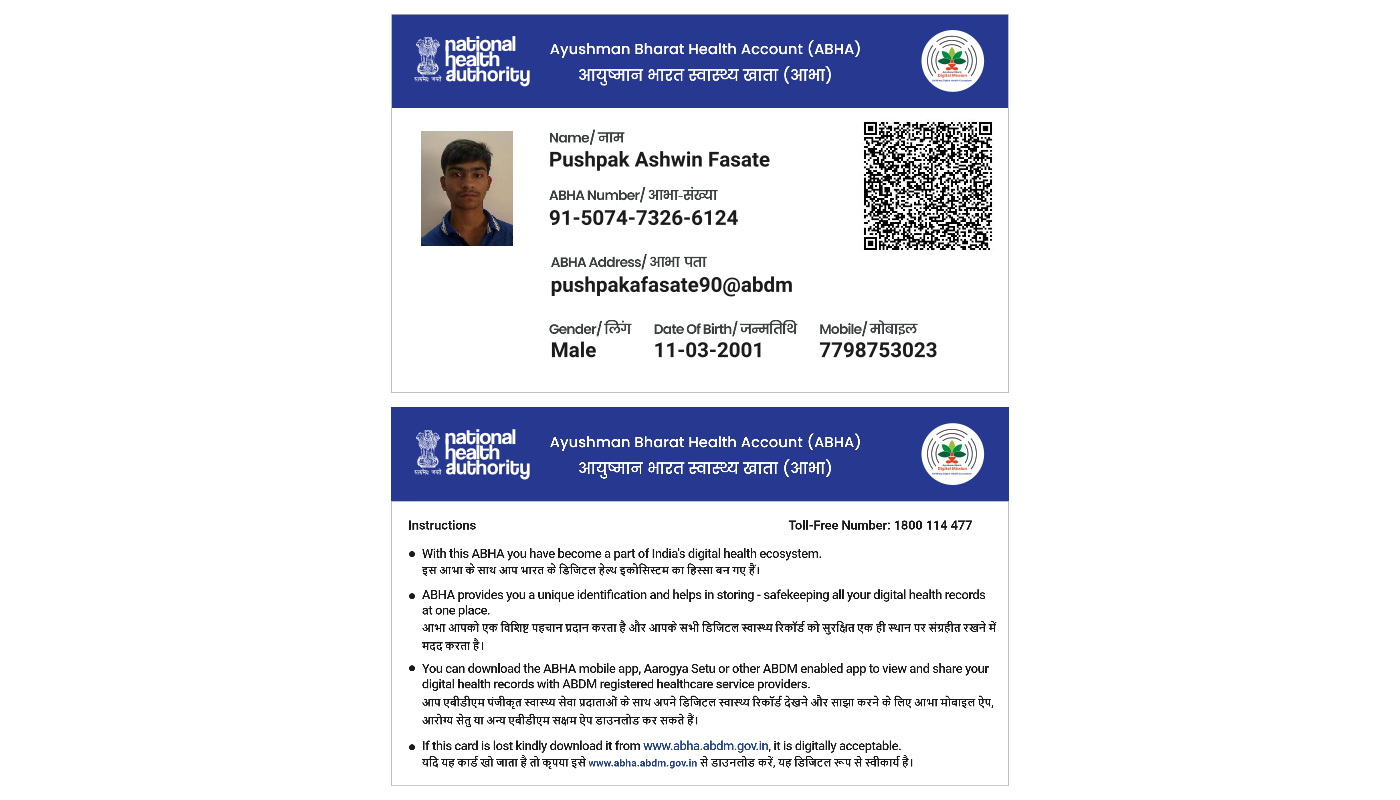 national
health
authority
सत्यमेव जयते
Ayushman Bharat Health Account (ABHA)
आयुष्मान भारत स्वास्थ्य खाता (आभा)
Digital Mission
Name/ नाम
Pushpak Ashwin Fasate
ABHA Number/ आभा-संख्या
91-5074-7326-6124
ABHA Address/ आभा पता
pushpakafasate90@abdm
Gender/ लिंग Date Of Birth/ जन्मतिथि Mobile/ मोबाइल
Male 11-03-2001 7798753023
national
health
authority
सत्यमेव जयते
Ayushman Bharat Health Account (ABHA)
आयुष्मान भारत स्वास्थ्य खाता (आभा)
Digital Mission
Instructions Toll-Free Number: 1800 114 477
● With this ABHA you have become a part of India's digital health ecosystem.
इस आभा के साथ आप भारत के डिजिटल हेल्थ इकोसिस्टम का हिस्सा बन गए हैं।
● ABHA provides you a unique identification and helps in storing - safekeeping all your digital health records
at one place.
आभा आपको एक विशिष्ट पहचान प्रदान करता है और आपके सभी डिजिटल स्वास्थ्य रिकॉर्ड को सुरक्षित एक ही स्थान पर संग्रहीत रखने में
मदद करता है।
● You can download the ABHA mobile app, Aarogya Setu or other ABDM enabled app to view and share your
digital health records with ABDM registered healthcare service providers.
आप एबीडीएम पंजीकृत स्वास्थ्य सेवा प्रदाताओं के साथ अपने डिजिटल स्वास्थ्य रिकॉर्ड देखने और साझा करने के लिए आभा मोबाइल ऐप,
आरोग्य सेतु या अन्य एबीडीएम सक्षम ऐप डाउनलोड कर सकते हैं।
● If this card is lost kindly download it from www.abha.abdm.gov.in, it is digitally acceptable.
यदि यह कार्ड खो जाता है तो कृपया इसे www.abha.abdm.gov.in से डाउनलोड करें, यह डिजिटल रूप से स्वीकार्य है।